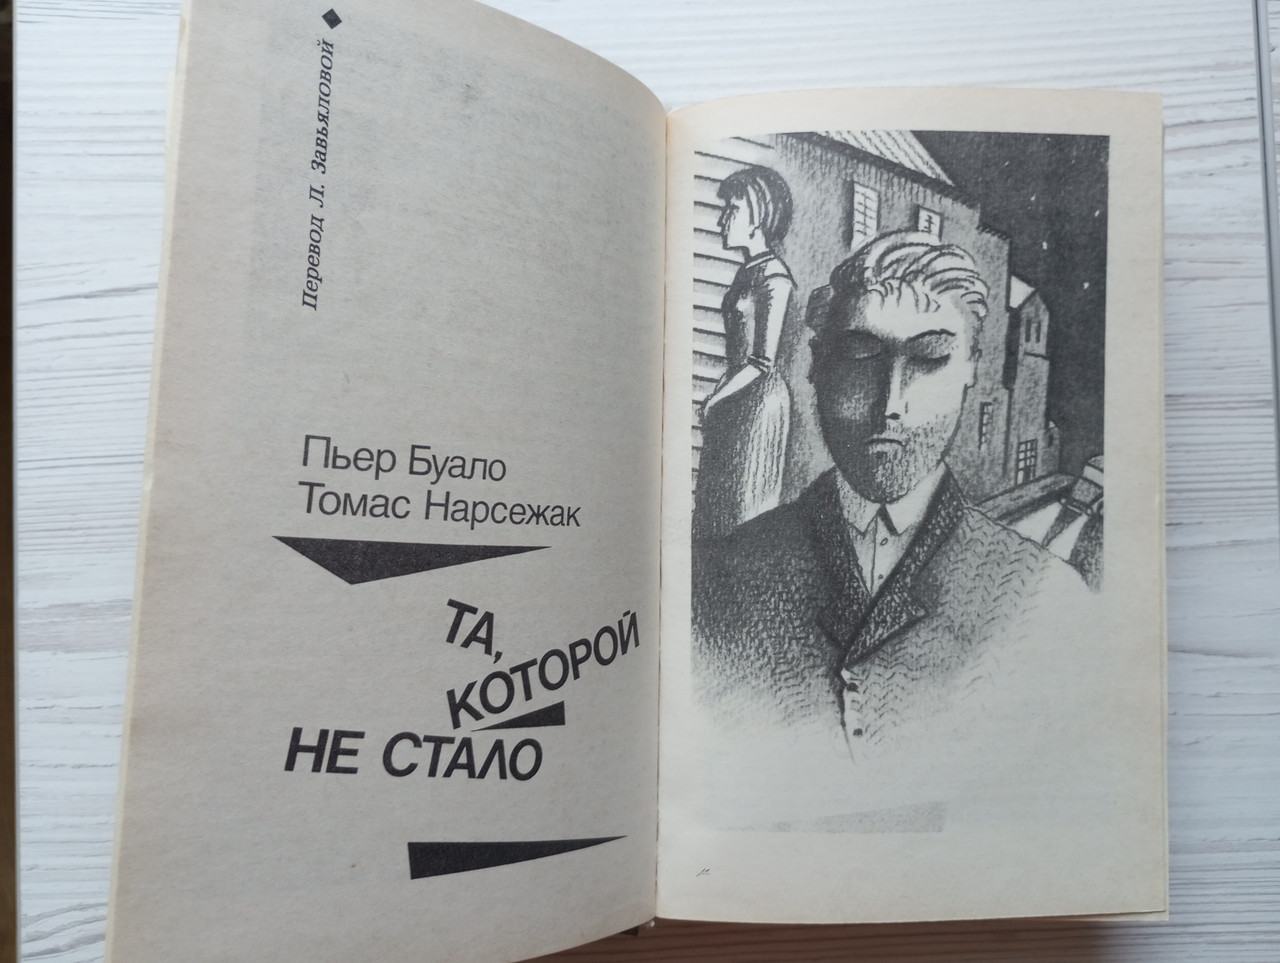 Перевод Л. Завьяловой
Пьер Буало
Томас Нарсежак
ТА,
КОТОРОЙ
НЕ СТАЛО